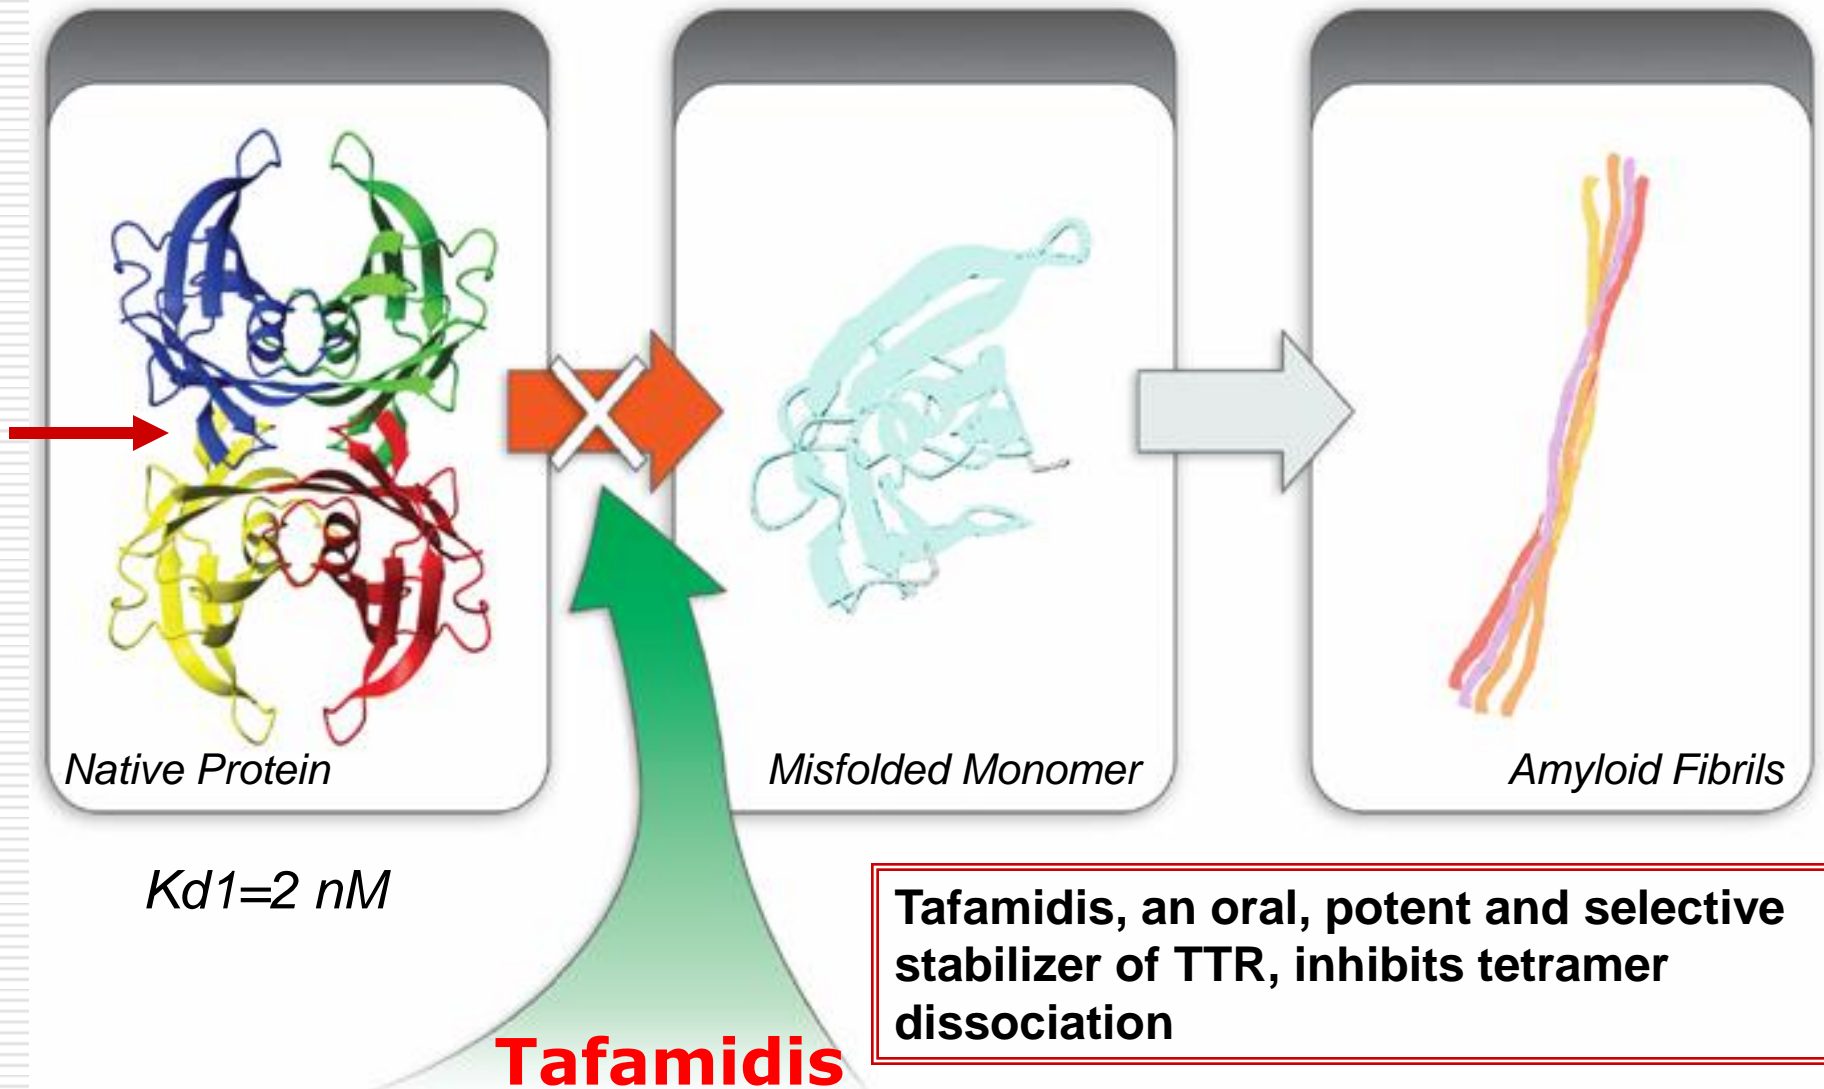 Native Protein
Misfolded Monomer
Amyloid Fibrils
Kd1=2 nM
Tafamidis, an oral, potent and selective
stabilizer of TTR, inhibits tetramer
dissociation
Tafamidis